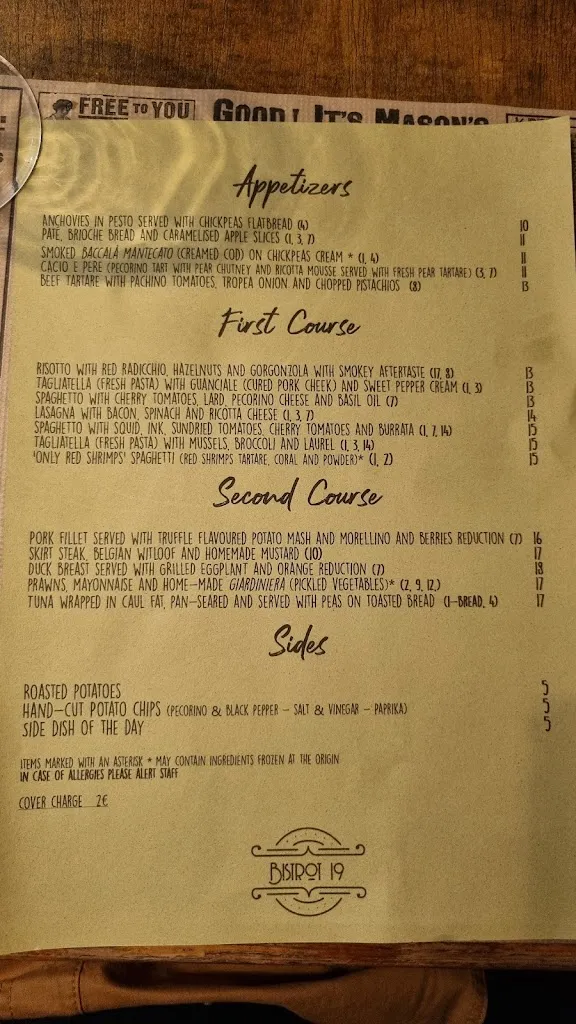 FREE TO YOU GOOD! IT'S MASON'S
Appetizers
ANCHOVIES IN PESTO SERVED WITH CHICKPEAS FLATBREAD (4) 10
PATE, BRIOCHE BREAD AND CARAMELISED APPLE SLICES (1, 3, 7) 11
SMOKED BACCALÀ MANTECATO (CREAMED COD) ON CHICKPEAS CREAM * (1, 4) 11
CACIO E PERE (PECORINO TART WITH PEAR CHUTNEY AND RICOTTA MOUSSE SERVED WITH FRESH PEAR TARTARE) (3, 7) 11
BEEF TARTARE WITH PACHINO TOMATOES, TROPEA ONION AND CHOPPED PISTACHIOS (8) 13
First Course
RISOTTO WITH RED RADICCHIO, HAZELNUTS AND GORGONZOLA WITH SMOKEY AFTERTASTE (17, 8) 13
TAGLIATELLA (FRESH PASTA) WITH GUANCIALE (CURED PORK CHEEK) AND SWEET PEPPER CREAM (1, 3) 13
SPAGHETTO WITH CHERRY TOMATOES, LARD, PECORINO CHEESE AND BASIL OIL (7) 13
LASAGNA WITH BACON, SPINACH AND RICOTTA CHEESE (1, 3, 7) 14
SPAGHETTO WITH SQUID, INK, SUNDRIED TOMATOES, CHERRY TOMATOES AND BURRATA (1, 7, 14) 15
TAGLIATELLA (FRESH PASTA) WITH MUSSELS, BROCCOLI AND LAUREL (1, 3, 14) 15
'ONLY RED SHRIMPS' SPAGHETTI (RED SHRIMPS TARTARE, CORAL AND POWDER)* (1, 2) 15
Second Course
PORK FILLET SERVED WITH TRUFFLE FLAVOURED POTATO MASH AND MORELLINO AND BERRIES REDUCTION (7) 16
SKIRT STEAK, BELGIAN WITLOOF AND HOMEMADE MUSTARD (10) 17
DUCK BREAST SERVED WITH GRILLED EGGPLANT AND ORANGE REDUCTION (7) 18
PRAWNS, MAYONNAISE AND HOME-MADE GIARDINIERA (PICKLED VEGETABLES)* (2, 9, 12,) 17
TUNA WRAPPED IN CAUL FAT, PAN-SEARED AND SERVED WITH PEAS ON TOASTED BREAD (1-BREAD, 4) 17
Sides
ROASTED POTATOES 5
HAND-CUT POTATO CHIPS (PECORINO & BLACK PEPPER – SALT & VINEGAR – PAPRIKA) 5
SIDE DISH OF THE DAY 5
ITEMS MARKED WITH AN ASTERISK * MAY CONTAIN INGREDIENTS FROZEN AT THE ORIGIN
IN CASE OF ALLERGIES PLEASE ALERT STAFF
COVER CHARGE 2€
BISTROT 19